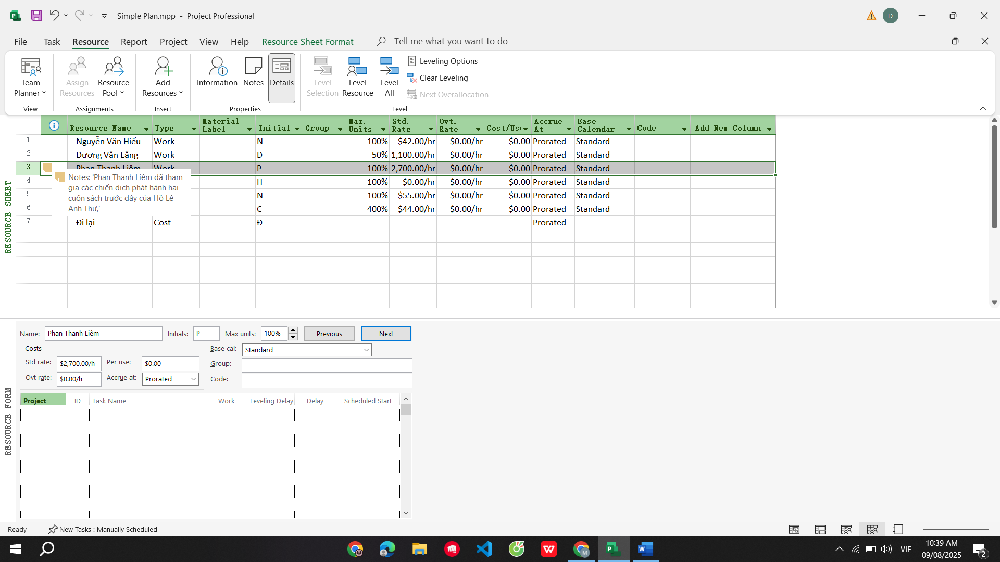 Simple Plan.mpp - Project Professional
D
File Task Resource Report Project View Help Resource Sheet Format Tell me what you want to do
Team Planner
Assign Resources
Resource Pool
Add Resources
Information
Notes
Details
Level Selection
Level Resource
Level All
Leveling Options
Clear Leveling
Next Overallocation
View Assignments Insert Properties Level
Resource Name Type Material Label Initials Group Max. Units Std. Rate Ovt. Rate Cost/Us Accrue At Base Calendar Code Add New Column
1 Nguyễn Văn Hiếu Work N 100% $42.00/hr $0.00/hr $0.00 Prorated Standard
2 Dương Văn Lăng Work D 50% 1,100.00/hr $0.00/hr $0.00 Prorated Standard
3 Phan Thanh Liêm Work P 100% 2,700.00/hr $0.00/hr $0.00 Prorated Standard
Notes: 'Phan Thanh Liêm đã tham
gia các chiến dịch phát hành hai
cuốn sách trước đây của Hồ Lê
Anh Thư,'
4 H 100% $0.00/hr $0.00/hr $0.00 Prorated Standard
5 N 100% $55.00/hr $0.00/hr $0.00 Prorated Standard
6 C 400% $44.00/hr $0.00/hr $0.00 Prorated Standard
7 Đi lại Cost Đ Prorated
RESOURCE SHEET
Name: Phan Thanh Liêm Initials: P Max units: 100% Previous Next
Costs
Base cal: Standard
Std rate: $2,700.00/h Per use: $0.00
Group:
Ovt rate: $0.00/h Accrue at: Prorated
Code:
Project ID Task Name Work Leveling Delay Delay Scheduled Start
RESOURCE FORM
Ready New Tasks : Manually Scheduled
VIE
10:39 AM
09/08/2025
2